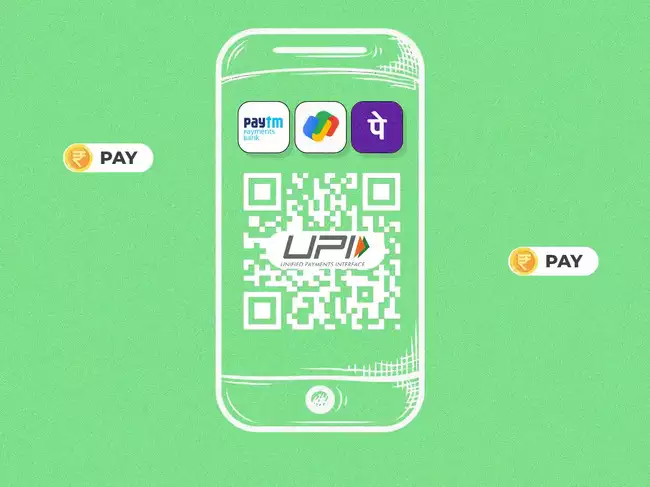 paytm
payments
bank
पे
₹ PAY
UPI
UNIFIED PAYMENTS INTERFACE
₹ PAY